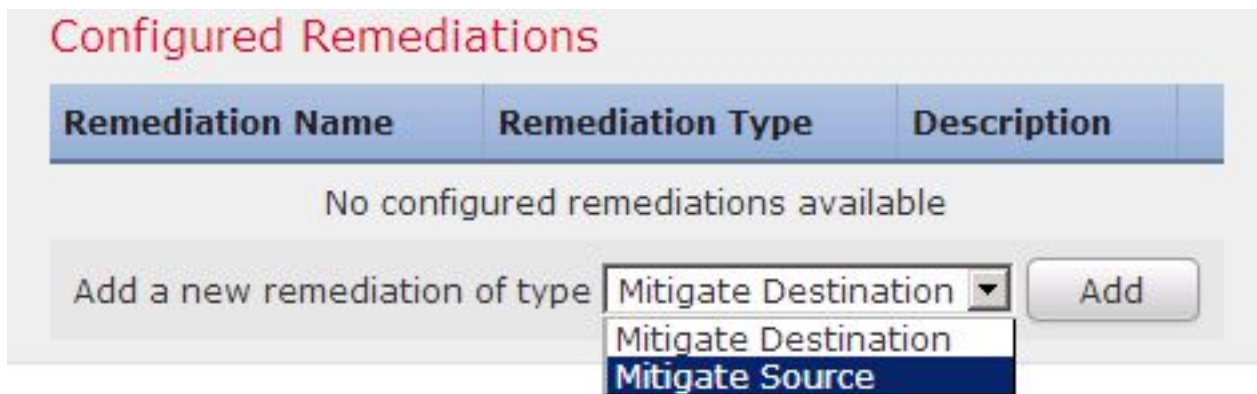 Configured Remediations
Remediation Name Remediation Type Description
No configured remediations available
Add a new remediation of type Mitigate Destination Add
Mitigate Destination
Mitigate Source